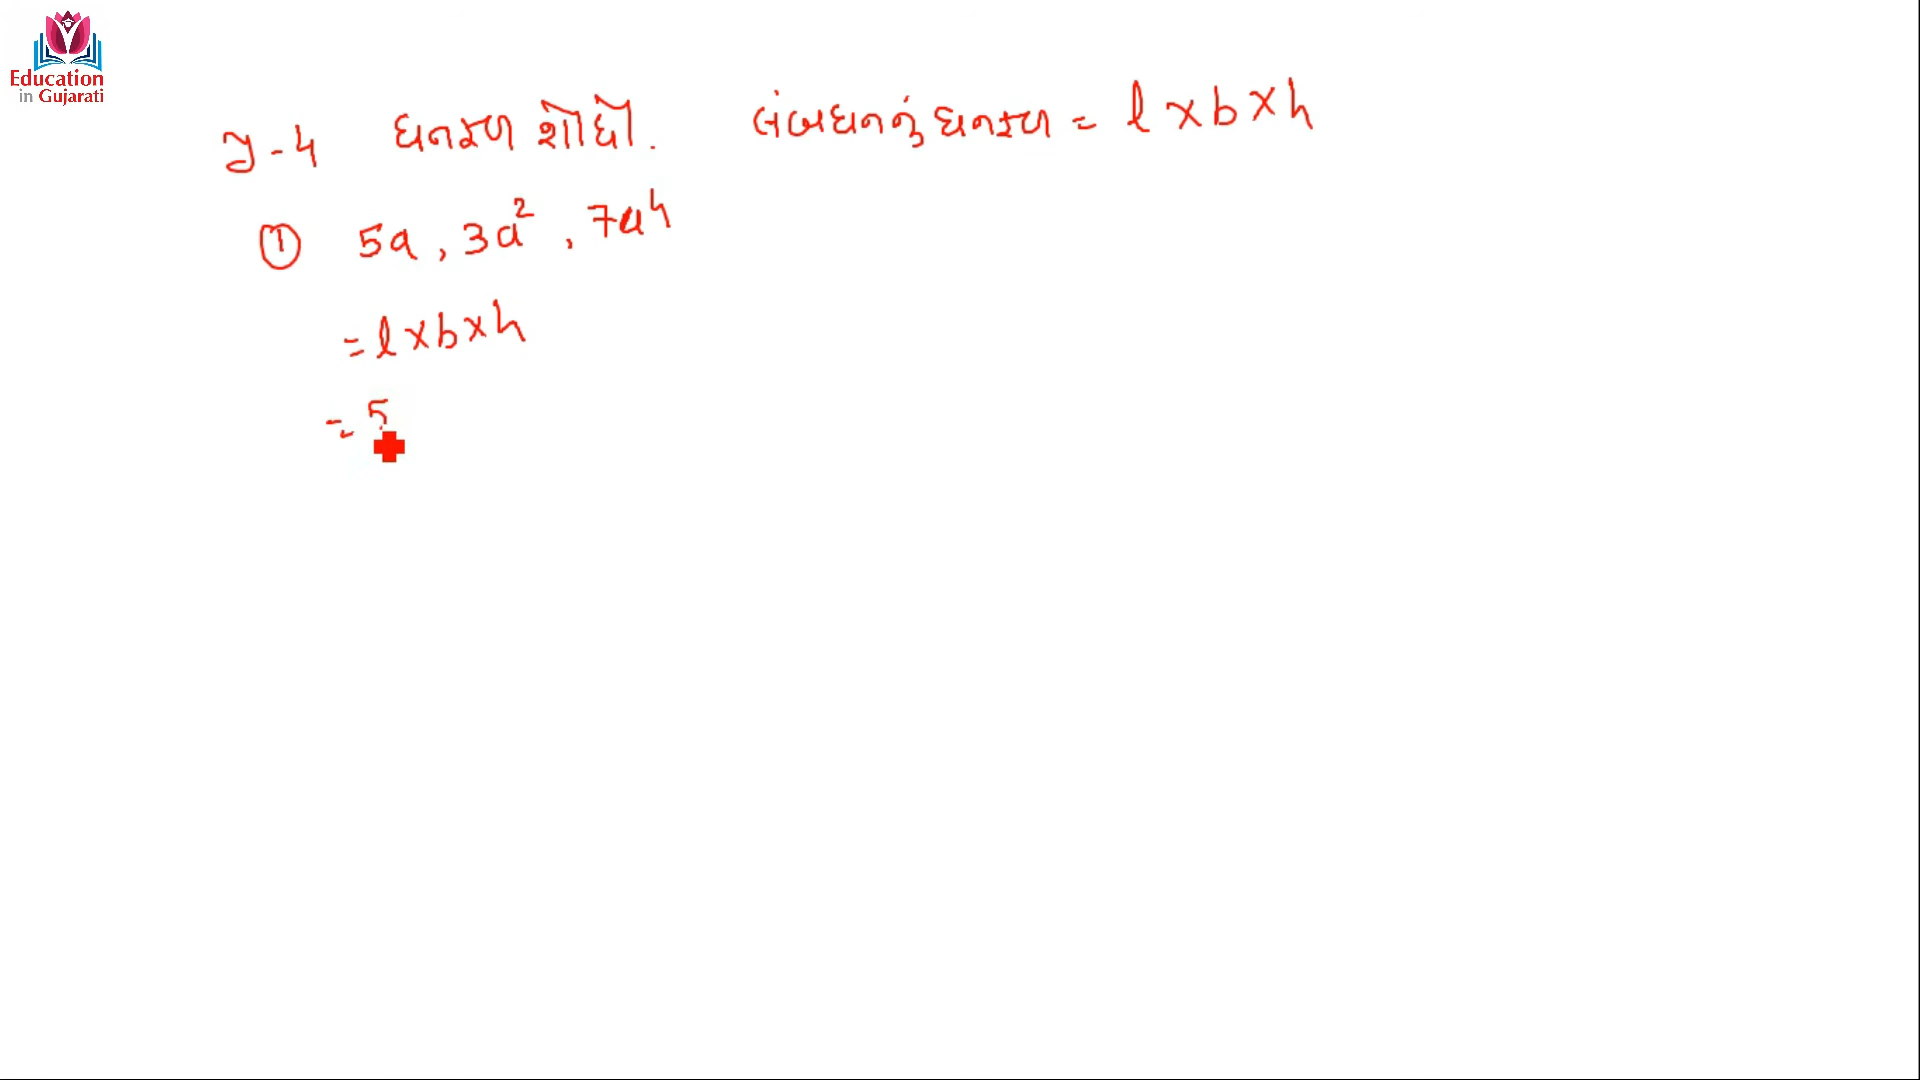 Education
in Gujarati
પ્ર-4 ઘનફળ શોધો. લંબઘનનું ઘનફળ = l×b×h
① 5a, 3a², 7a⁴
= l×b×h
= 5